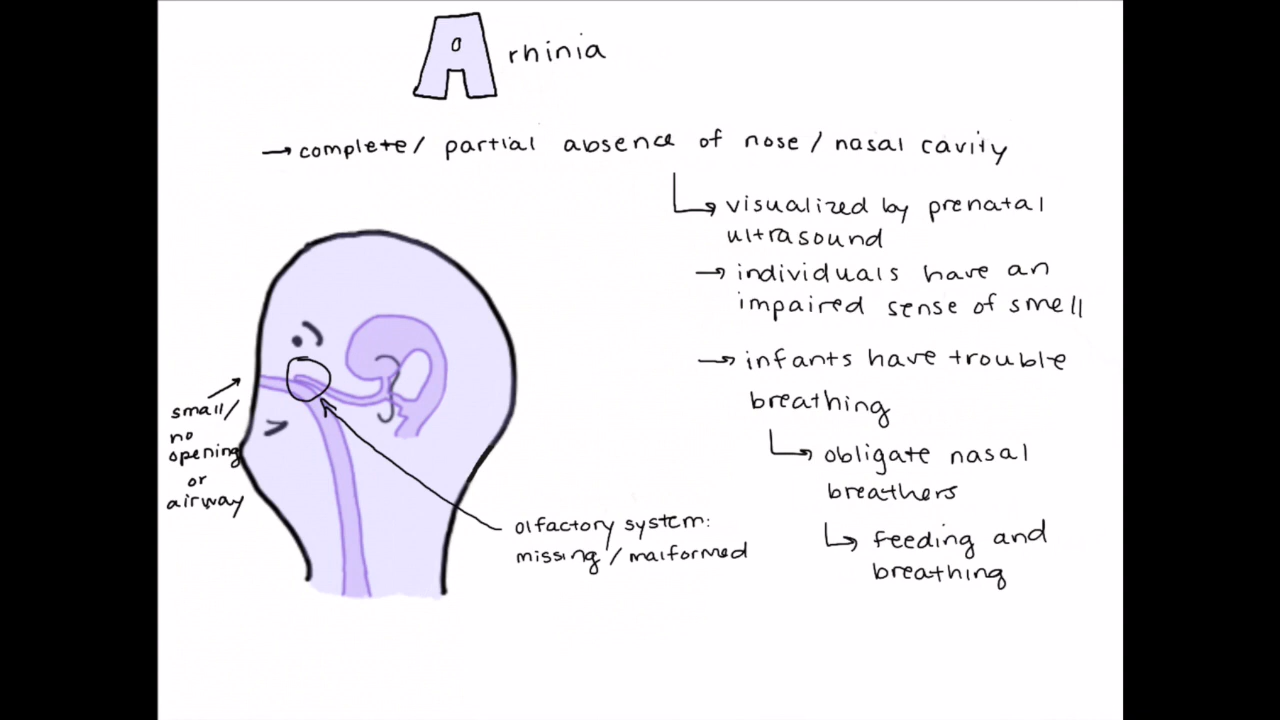 Arhinia
→ complete/ partial absence of nose / nasal cavity
↳ visualized by prenatal
ultrasound
→ individuals have an
impaired sense of smell
→ infants have trouble
breathing
↳ obligate nasal
breathers
↳ feeding and
breathing
small/
no
opening
or
airway
olfactory system:
missing / malformed